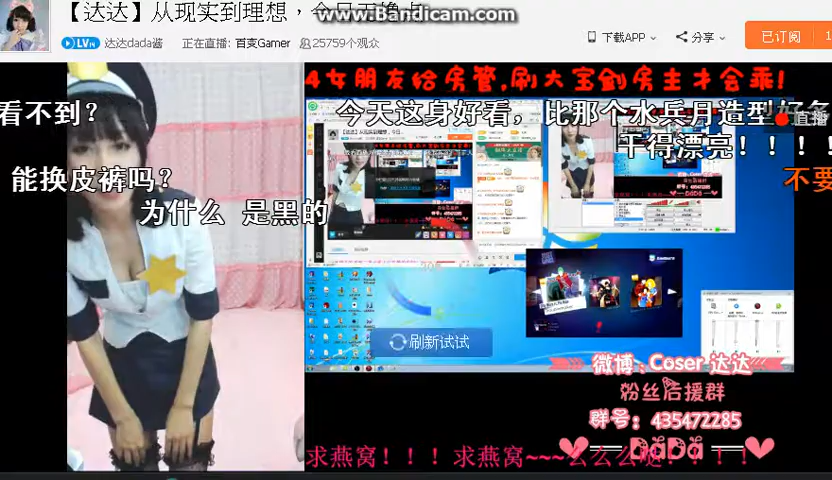 【达达】从现实到理想，今日
www.Bandicam.com
LV
达达dada酱
正在直播: 百变Gamer
25759个观众
下载APP
分享
已订阅
4女朋友给房管,刷大宝剑房主才会乘!
看不到？
今天这身好看，比那个水兵月造型好多
直播
干得漂亮！！！！
能换皮裤吗？
不要
为什么 是黑的
刷新试试
微博：Coser 达达
粉丝后援群
群号：435472285
DaDa
求燕窝！！！求燕窝~~~么么么哒！！！！